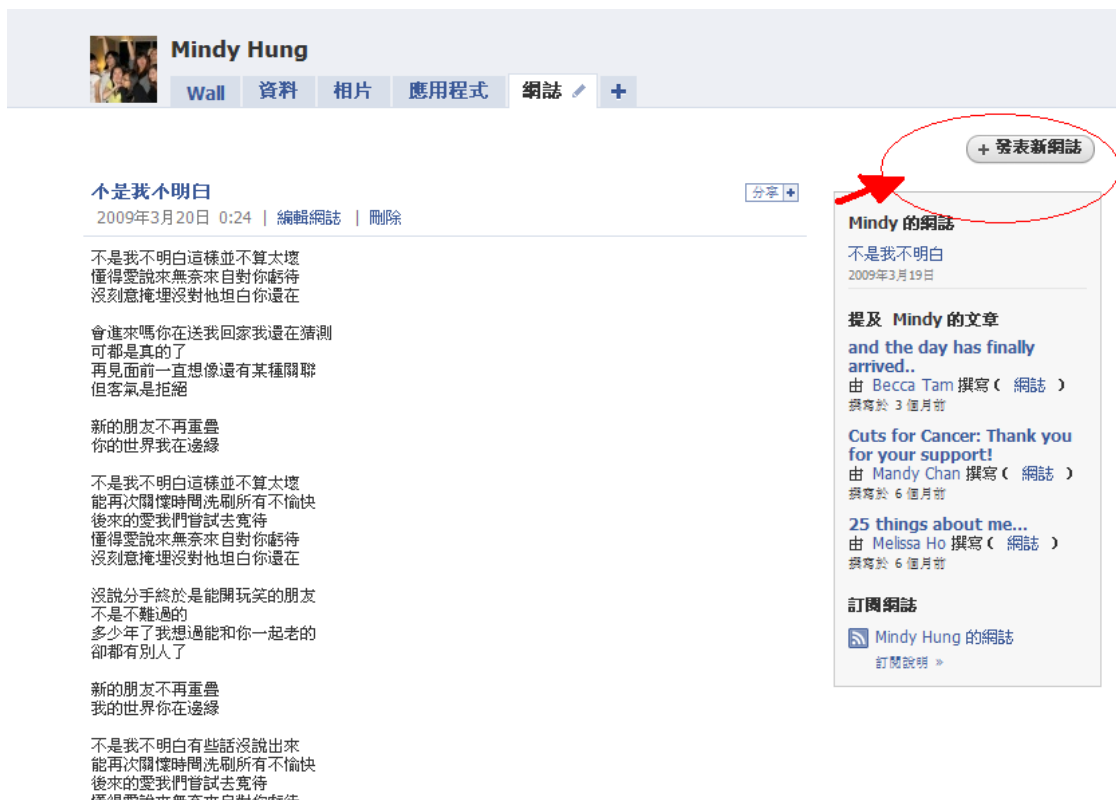 Mindy Hung
Wall 資料 相片 應用程式 網誌 +
+ 發表新網誌
不是我不明白
分享 +
2009年3月20日 0:24 | 編輯網誌 | 刪除
不是我不明白這樣並不算太壞
懂得愛說來無奈來自對你虧待
沒刻意掩埋沒對他坦白你還在
會進來嗎你在送我回家我還在猜測
可都是真的了
再見面前一直想像還有某種關聯
但客氣是拒絕
新的朋友不再重疊
你的世界我在邊緣
不是我不明白這樣並不算太壞
能再次關懷時間洗刷所有不愉快
後來的愛我們嘗試去寬待
懂得愛說來無奈來自對你虧待
沒刻意掩埋沒對他坦白你還在
沒說分手終於是能開玩笑的朋友
不是不難過的
多少年了我想過能和你一起老的
卻都有別人了
新的朋友不再重疊
我的世界你在邊緣
不是我不明白有些話沒說出來
能再次關懷時間洗刷所有不愉快
後來的愛我們嘗試去寬待
Mindy 的網誌
不是我不明白
2009年3月19日
提及 Mindy 的文章
and the day has finally
arrived..
由 Becca Tam 撰寫 ( 網誌 )
撰寫於 3 個月前
Cuts for Cancer: Thank you
for your support!
由 Mandy Chan 撰寫 ( 網誌 )
撰寫於 6 個月前
25 things about me...
由 Melissa Ho 撰寫 ( 網誌 )
撰寫於 6 個月前
訂閱網誌
Mindy Hung 的網誌
訂閱說明 »